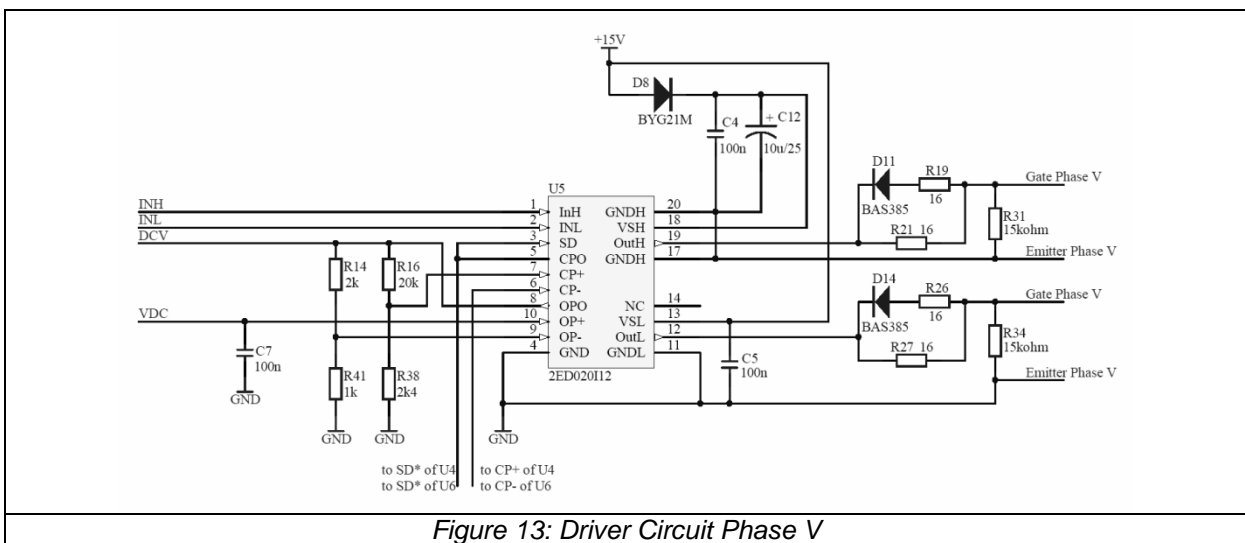 +15V
D8
BYG21M
C4
100n
+ C12
10u/25
D11
BAS385
R19
16
Gate Phase V
R21 16
R31
15kohm
Emitter Phase V
INH
INL
DCV
VDC
R14
2k
R16
20k
C7
100n
GND
R41
1k
R38
2k4
GND
GND
U5
1 InH
2 INL
3 SD
5 CPO
7 CP+
6 CP-
8 OPO
10 OP+
9 OP-
4 GND
GNDH 20
VSH 18
OutH 19
GNDH 17
NC 14
VSL 13
OutL 12
GNDL 11
2ED020I12
D14
BAS385
R26
16
Gate Phase V
R27 16
R34
15kohm
Emitter Phase V
C5
100n
GND
to SD* of U4
to SD* of U6
to CP+ of U4
to CP- of U6
Figure 13: Driver Circuit Phase V